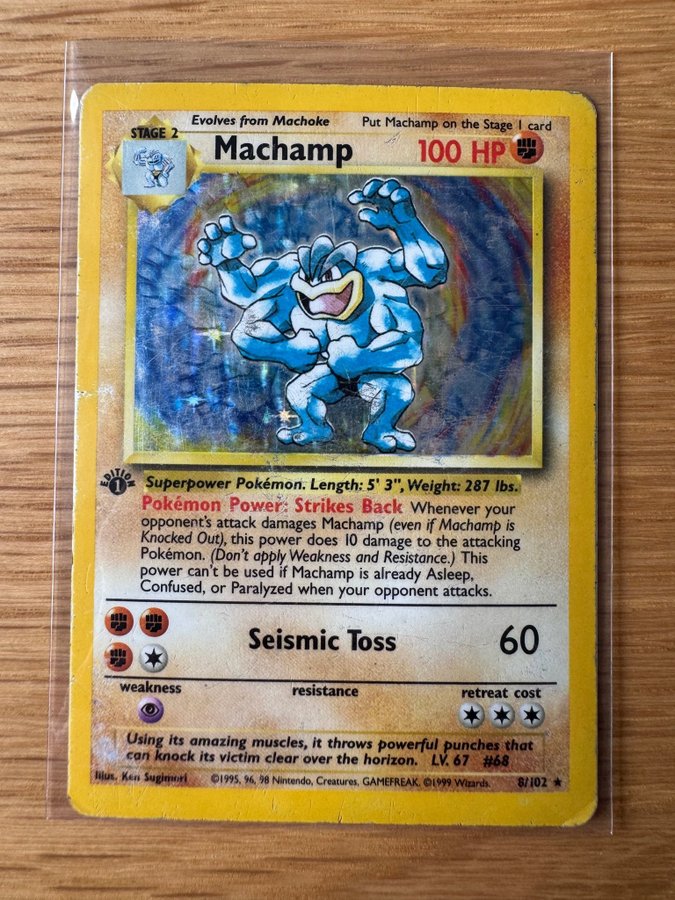 Evolves from Machoke
Put Machamp on the Stage 1 card
STAGE 2
Machamp
100 HP
EDITION
1
Superpower Pokémon. Length: 5' 3", Weight: 287 lbs.
Pokémon Power: Strikes Back Whenever your
opponent's attack damages Machamp (even if Machamp is
Knocked Out), this power does 10 damage to the attacking
Pokémon. (Don't apply Weakness and Resistance.) This
power can't be used if Machamp is already Asleep,
Confused, or Paralyzed when your opponent attacks.
Seismic Toss
60
weakness
resistance
retreat cost
Using its amazing muscles, it throws powerful punches that
can knock its victim clear over the horizon. LV. 67 #68
Illus. Ken Sugimori
©1995, 96, 98 Nintendo, Creatures, GAMEFREAK. ©1999 Wizards.
8/102 ★